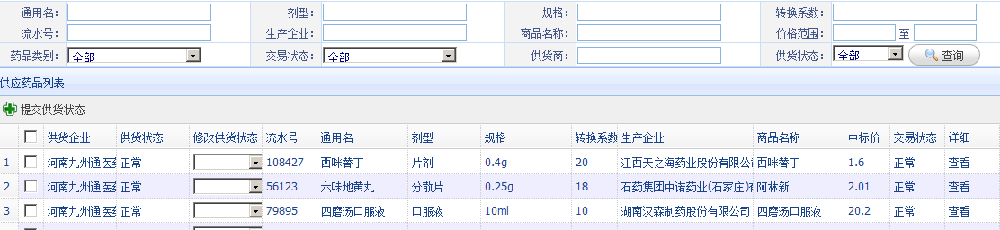 通用名: 剂型: 规格: 转换系数:
流水号: 生产企业: 商品名称: 价格范围: 至
药品类别: 全部 交易状态: 全部 供货商: 供货状态: 全部 查询
供应药品列表
提交供货状态
供货企业 供货状态 修改供货状态 流水号 通用名 剂型 规格 转换系数 生产企业 商品名称 中标价 交易状态 详细
1 河南九州通医药 正常 108427 西咪替丁 片剂 0.4g 20 江西天之海药业股份有限公司 西咪替丁 1.6 正常 查看
2 河南九州通医药 正常 56123 六味地黄丸 分散片 0.25g 18 石药集团中诺药业(石家庄)有 阿林新 2.01 正常 查看
3 河南九州通医药 正常 79895 四磨汤口服液 口服液 10ml 10 湖南汉森制药股份有限公司 四磨汤口服液 20.2 正常 查看